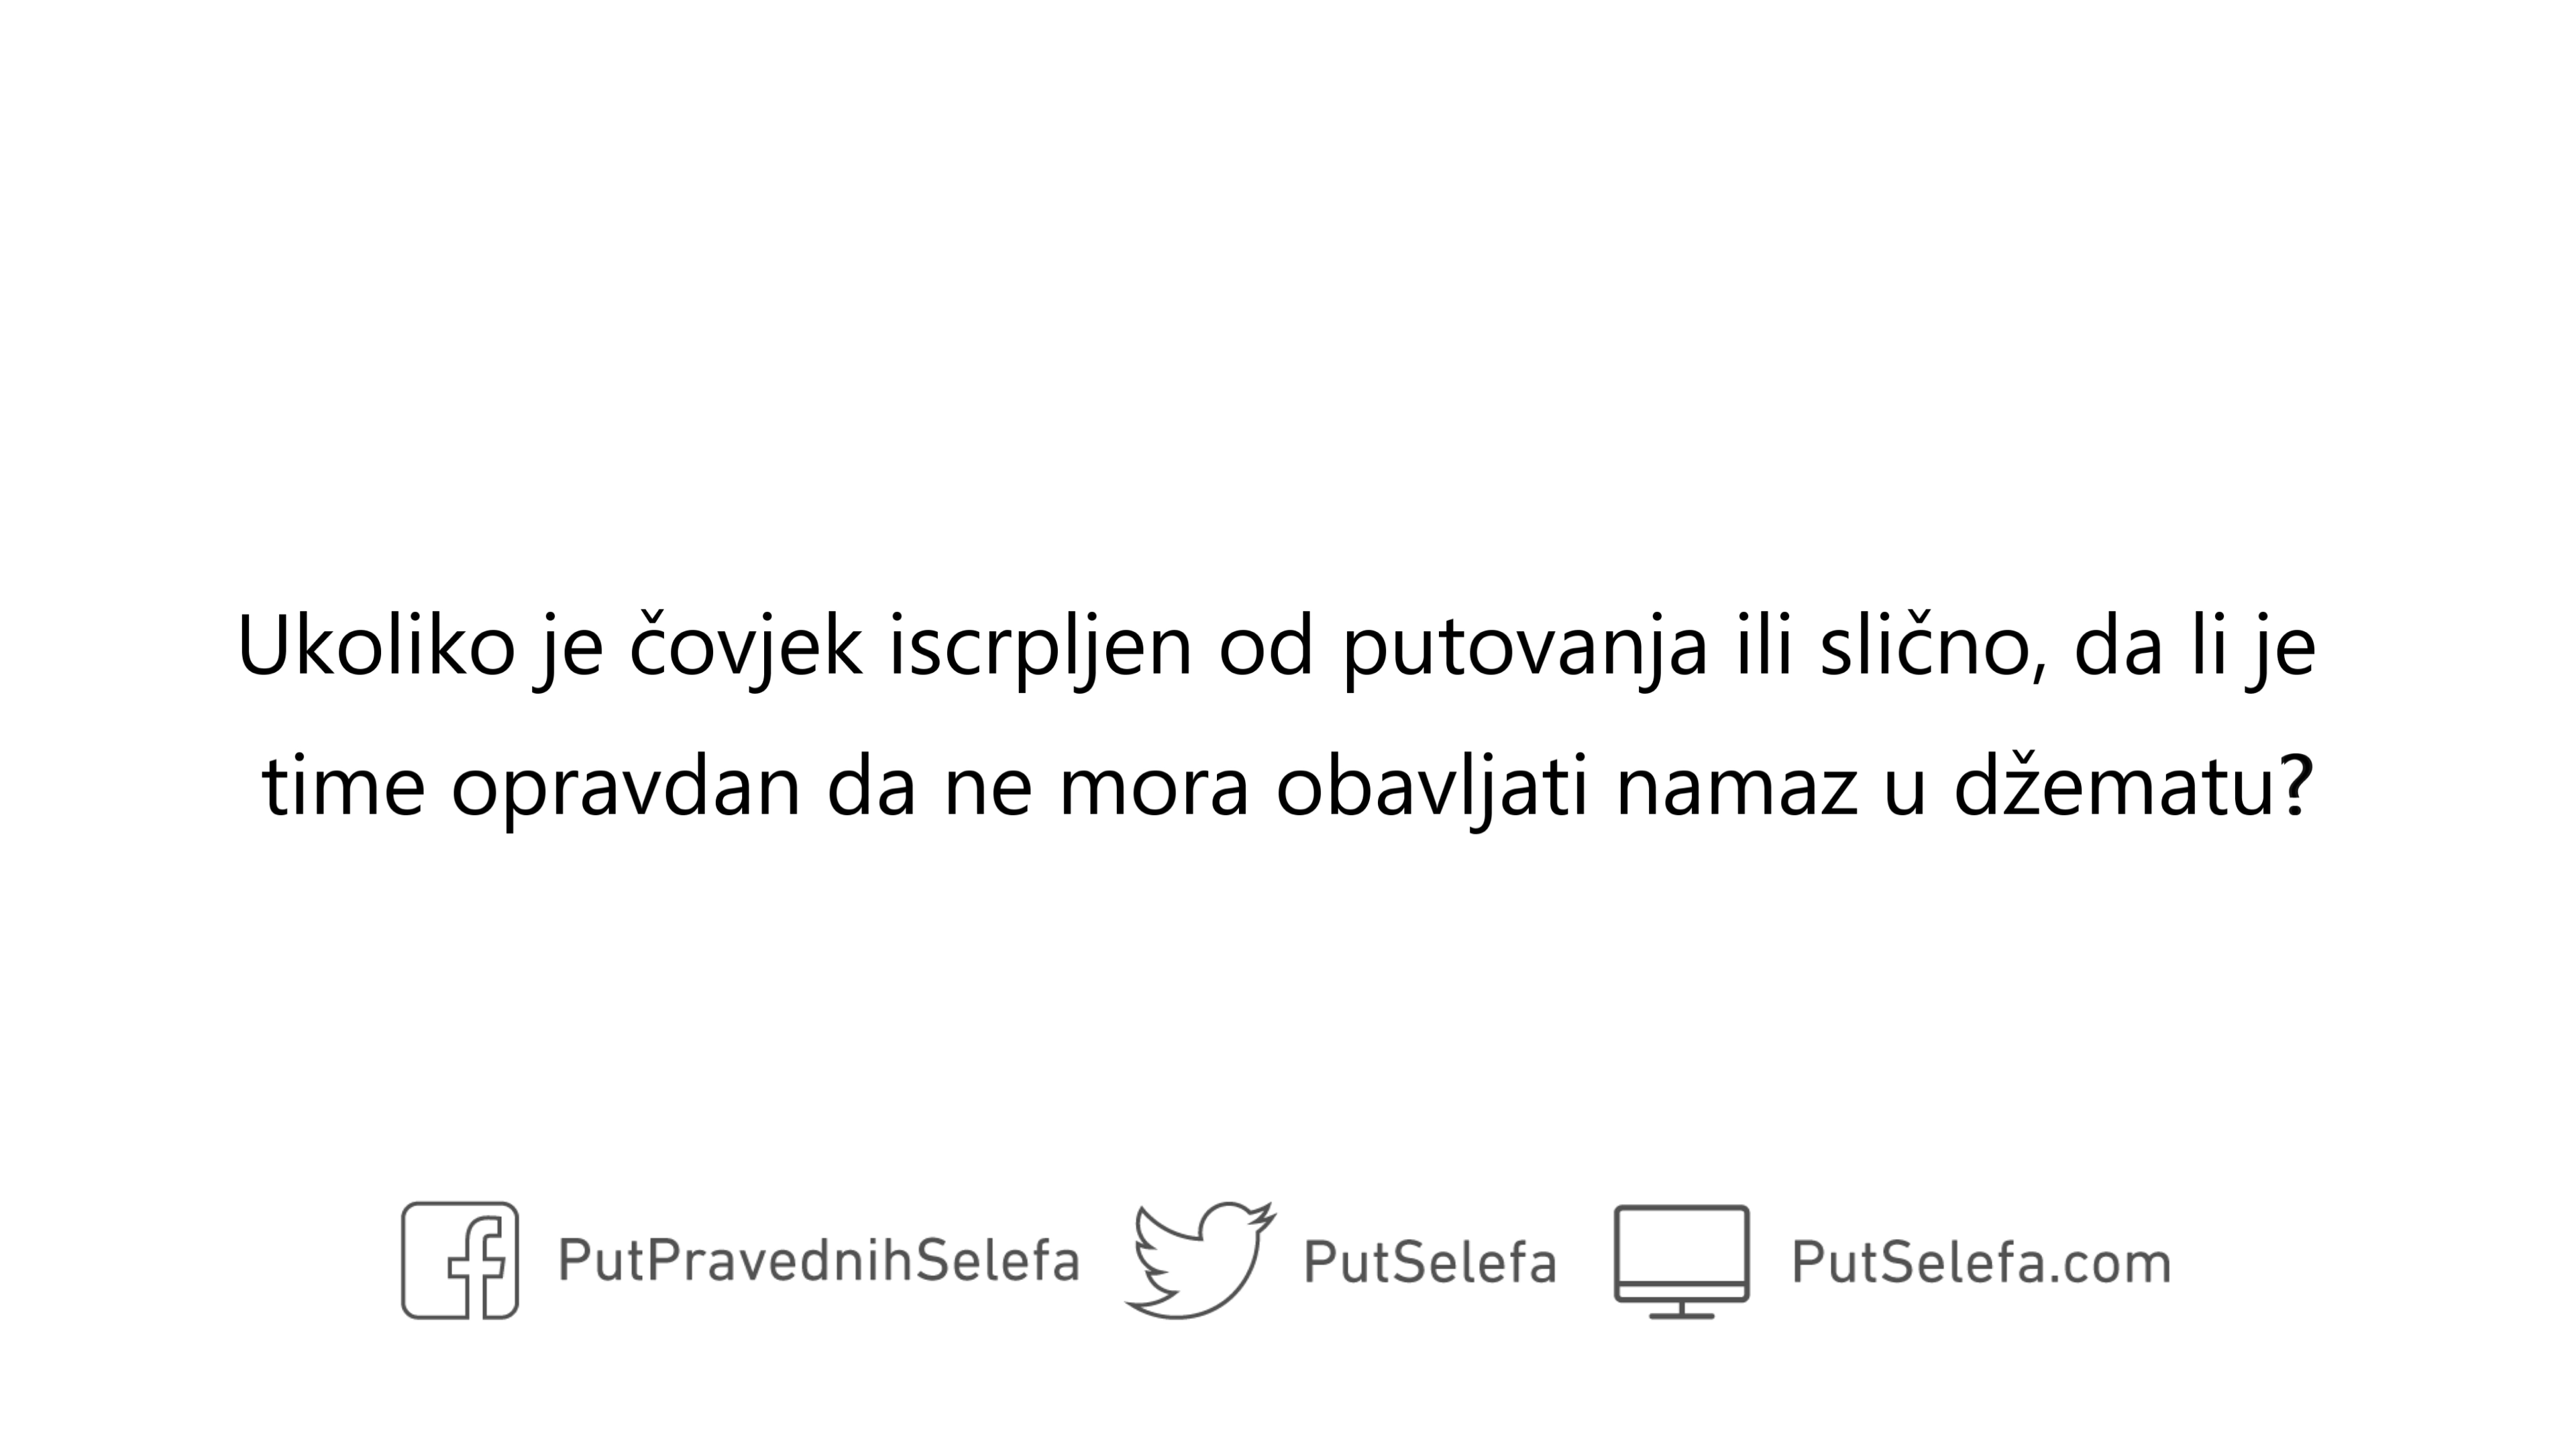 Ukoliko je čovjek iscrpljen od putovanja ili slično, da li je
time opravdan da ne mora obavljati namaz u džematu?
PutPravednihSelefa PutSelefa PutSelefa.com